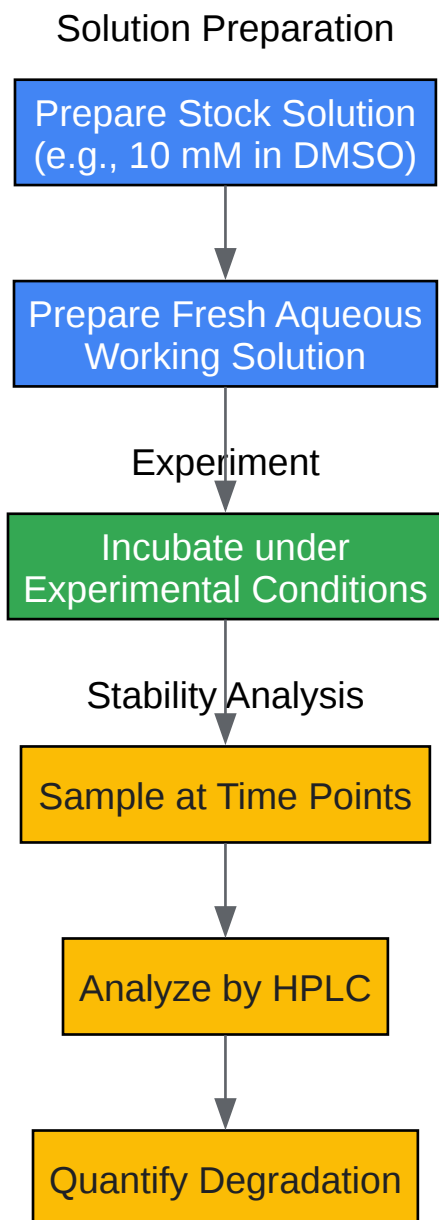 Solution Preparation
Prepare Stock Solution
(e.g., 10 mM in DMSO)
Prepare Fresh Aqueous
Working Solution
Experiment
Incubate under
Experimental Conditions
Stability Analysis
Sample at Time Points
Analyze by HPLC
Quantify Degradation